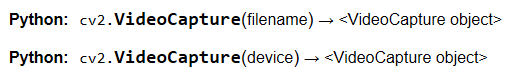 Python: cv2.VideoCapture(filename) → <VideoCapture object>
Python: cv2.VideoCapture(device) → <VideoCapture object>